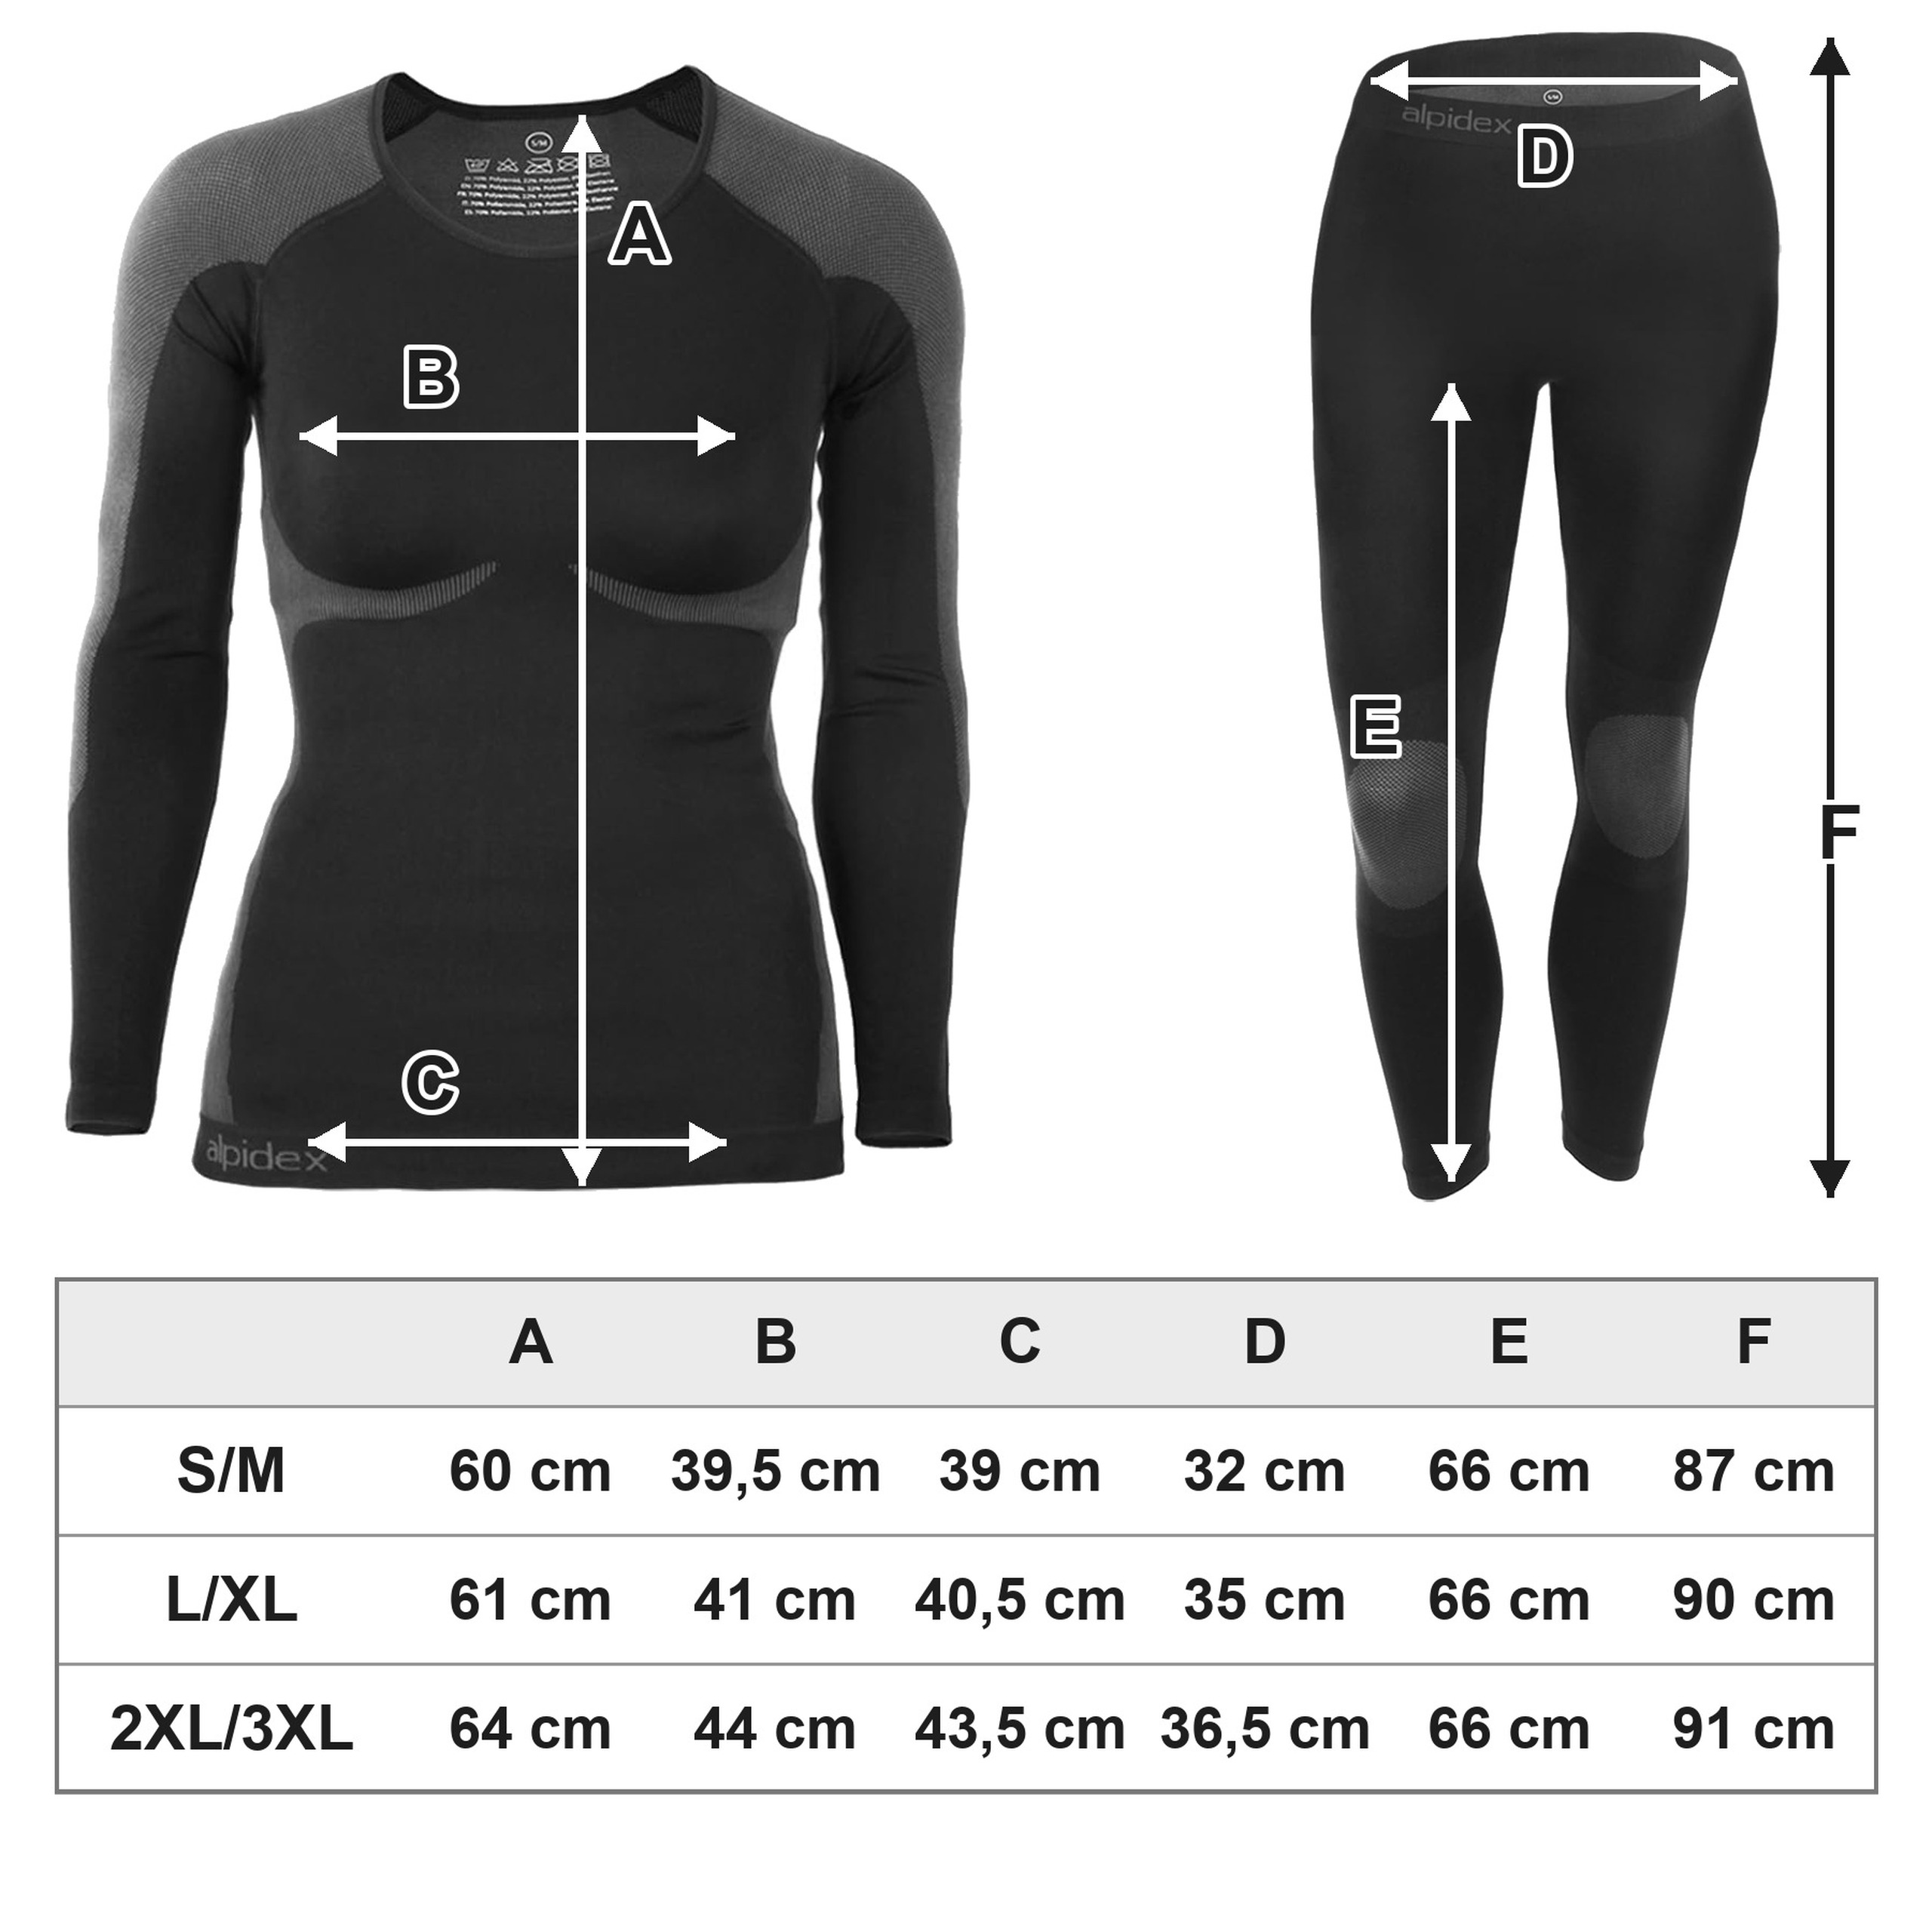 alpidex
S/M
D
A
B
E
F
C
alpidex
A B C D E F
S/M 60 cm 39,5 cm 39 cm 32 cm 66 cm 87 cm
L/XL 61 cm 41 cm 40,5 cm 35 cm 66 cm 90 cm
2XL/3XL 64 cm 44 cm 43,5 cm 36,5 cm 66 cm 91 cm